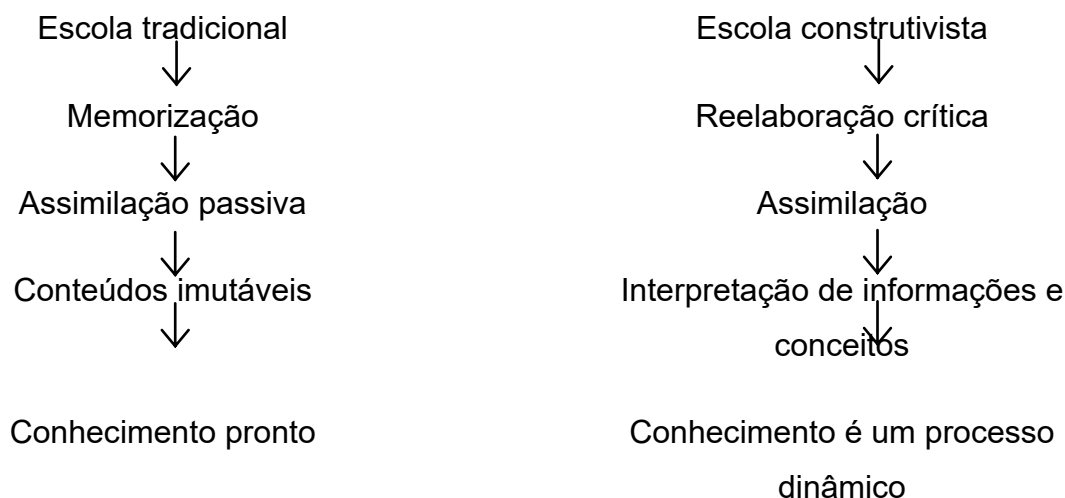 Escola tradicional
Memorização
Assimilação passiva
Conteúdos imutáveis
Conhecimento pronto
Escola construtivista
Reelaboração crítica
Assimilação
Interpretação de informações e
conceitos
Conhecimento é um processo
dinâmico